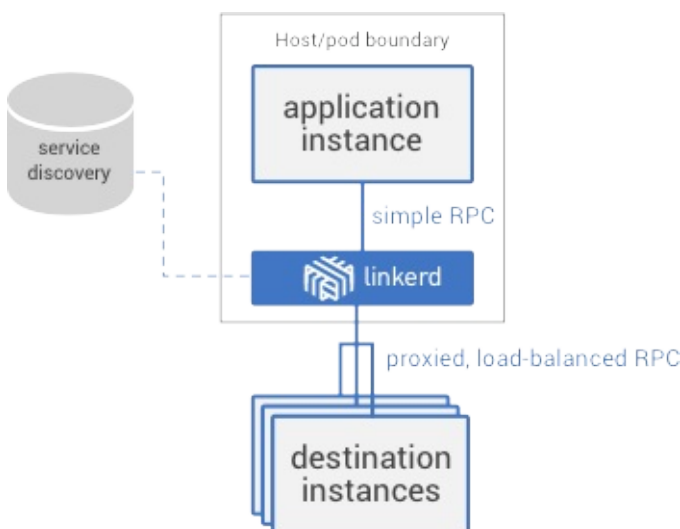 Host/pod boundary
application
instance
service
discovery
simple RPC
linkerd
proxied, load-balanced RPC
destination
instances